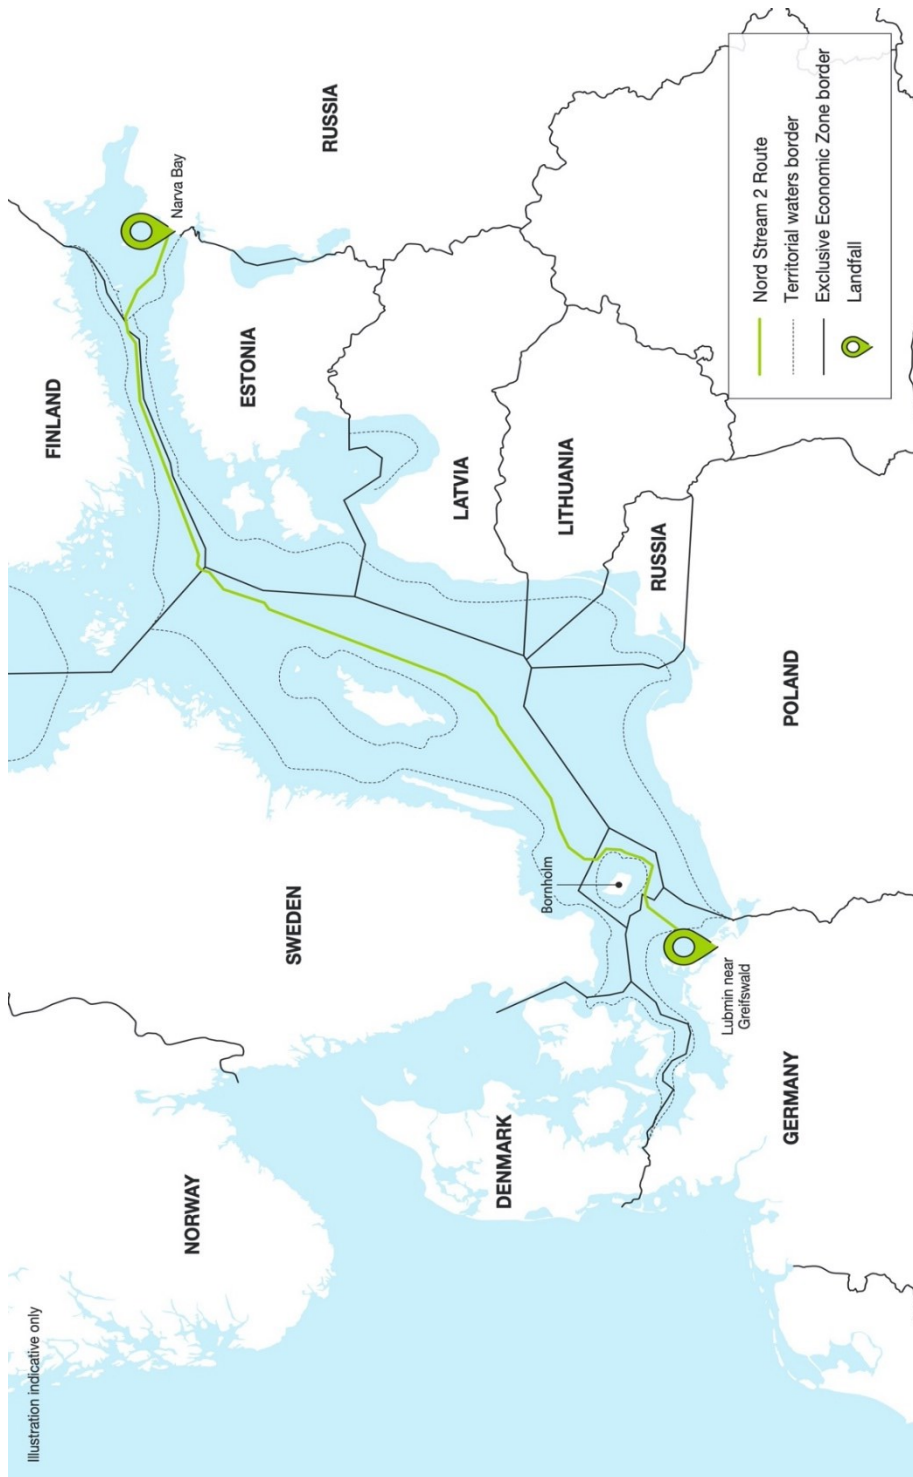 Illustration indicative only
NORWAY
SWEDEN
FINLAND
Narva Bay
RUSSIA
ESTONIA
LATVIA
LITHUANIA
RUSSIA
Bornholm
DENMARK
Lubmin near
Greifswald
GERMANY
POLAND
Nord Stream 2 Route
Territorial waters border
Exclusive Economic Zone border
Landfall